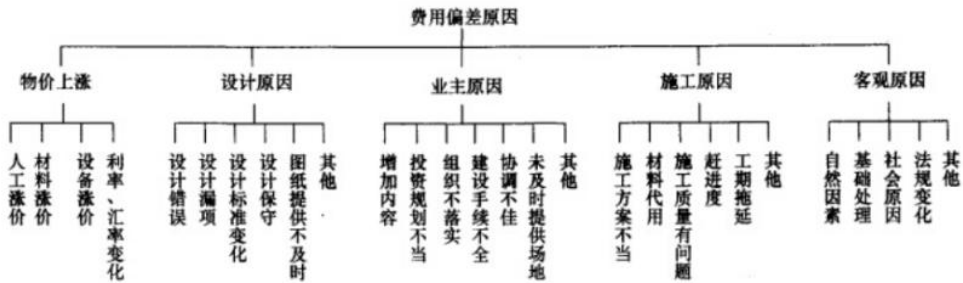 费用偏差原因
物价上涨
设计原因
业主原因
施工原因
客观原因
人工涨价
材料涨价
设备涨价
利率、汇率变化
设计错误
设计漏项
设计标准变化
设计保守
图纸提供不及时
其他
增加内容
投资规划不当
组织不落实
建设手续不全
协调不佳
未及时提供场地
其他
施工方案不当
材料代用
施工质量有问题
赶进度
工期拖延
其他
自然因素
基础处理
社会原因
法规变化
其他